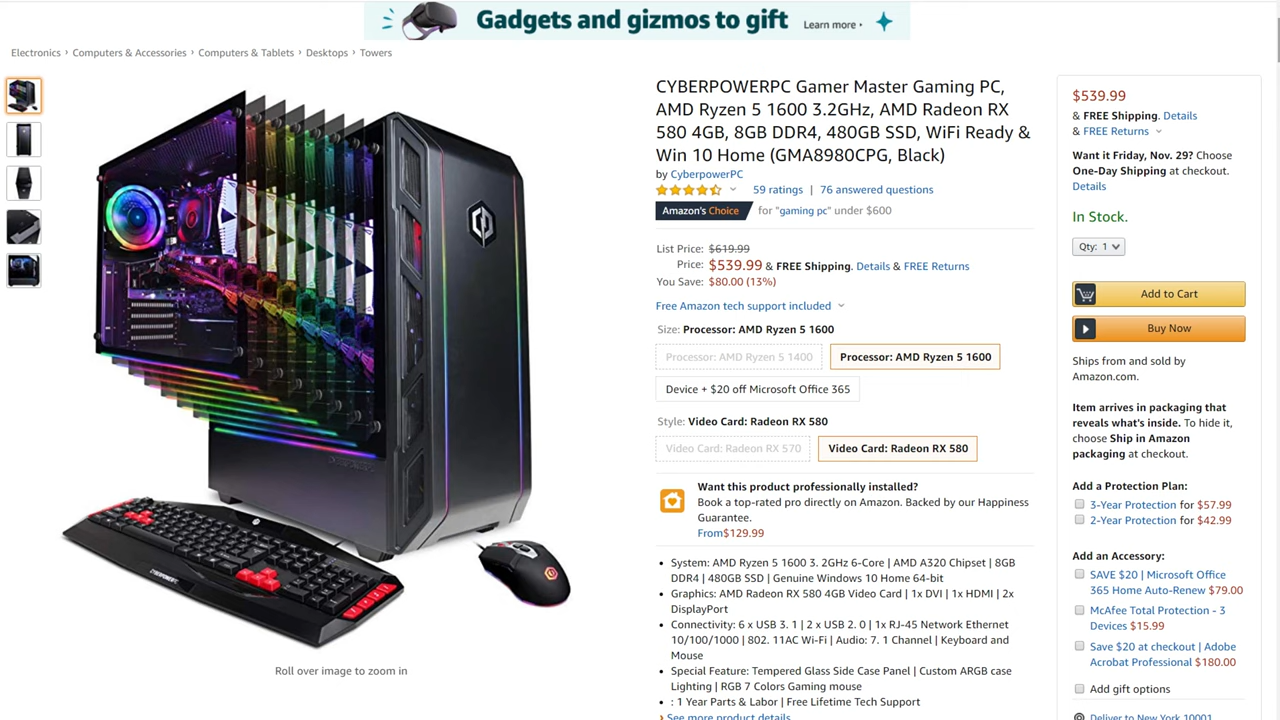 Gadgets and gizmos to gift
Learn more ▸
Electronics › Computers & Accessories › Computers & Tablets › Desktops › Towers
CYBERPOWERPC Gamer Master Gaming PC,
AMD Ryzen 5 1600 3.2GHz, AMD Radeon RX
580 4GB, 8GB DDR4, 480GB SSD, WiFi Ready &
Win 10 Home (GMA8980CPG, Black)
by CyberpowerPC
59 ratings | 76 answered questions
Amazon's Choice for "gaming pc" under $600
List Price: $619.99
Price: $539.99 & FREE Shipping. Details & FREE Returns
You Save: $80.00 (13%)
Free Amazon tech support included
Size: Processor: AMD Ryzen 5 1600
Processor: AMD Ryzen 5 1400
Processor: AMD Ryzen 5 1600
Device + $20 off Microsoft Office 365
Style: Video Card: Radeon RX 580
Video Card: Radeon RX 570
Video Card: Radeon RX 580
Want this product professionally installed?
Book a top-rated pro directly on Amazon. Backed by our Happiness
Guarantee.
From$129.99
• System: AMD Ryzen 5 1600 3. 2GHz 6-Core | AMD A320 Chipset | 8GB
DDR4 | 480GB SSD | Genuine Windows 10 Home 64-bit
• Graphics: AMD Radeon RX 580 4GB Video Card | 1x DVI | 1x HDMI | 2x
DisplayPort
• Connectivity: 6 x USB 3. 1 | 2 x USB 2. 0 | 1x RJ-45 Network Ethernet
10/100/1000 | 802. 11AC Wi-Fi | Audio: 7. 1 Channel | Keyboard and
Mouse
• Special Feature: Tempered Glass Side Case Panel | Custom ARGB case
Lighting | RGB 7 Colors Gaming mouse
• : 1 Year Parts & Labor | Free Lifetime Tech Support
› See more product details
Roll over image to zoom in
$539.99
& FREE Shipping. Details
& FREE Returns
Want it Friday, Nov. 29? Choose
One-Day Shipping at checkout.
Details
In Stock.
Qty: 1
Add to Cart
Buy Now
Ships from and sold by
Amazon.com.
Item arrives in packaging that
reveals what's inside. To hide it,
choose Ship in Amazon
packaging at checkout.
Add a Protection Plan:
3-Year Protection for $57.99
2-Year Protection for $42.99
Add an Accessory:
SAVE $20 | Microsoft Office
365 Home Auto-Renew $79.00
McAfee Total Protection - 3
Devices $15.99
Save $20 at checkout | Adobe
Acrobat Professional $180.00
Add gift options
Deliver to New York 10001